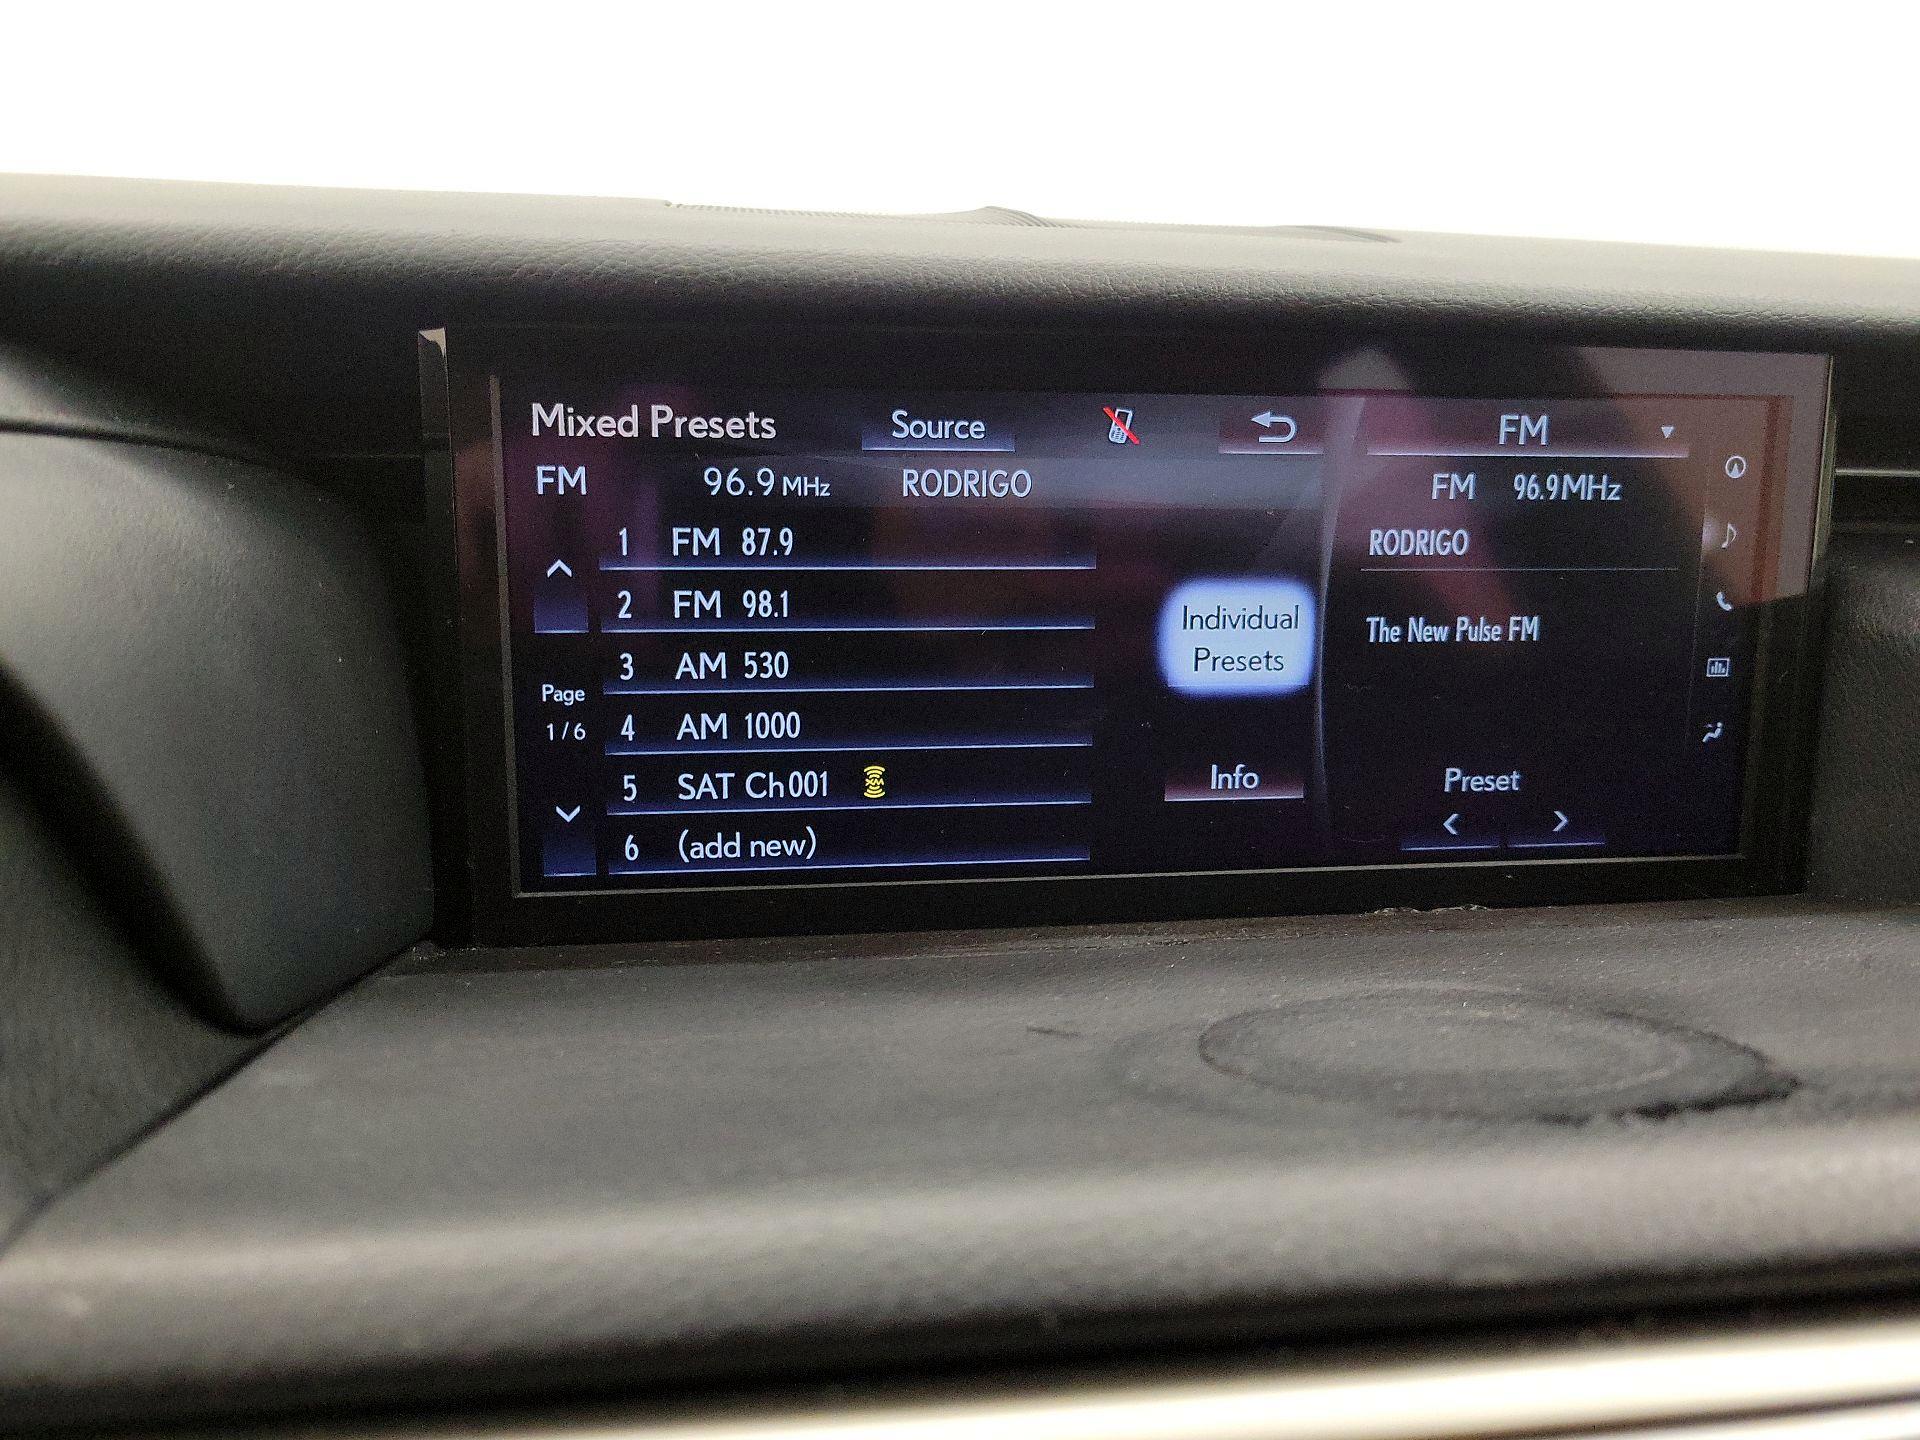 Mixed Presets Source
FM 96.9 MHz RODRIGO
1 FM 87.9
2 FM 98.1
3 AM 530
4 AM 1000
5 SAT Ch001 XM
6 (add new)
Page
1/6
Individual
Presets
Info
FM
FM 96.9MHz
RODRIGO
The New Pulse FM
Preset